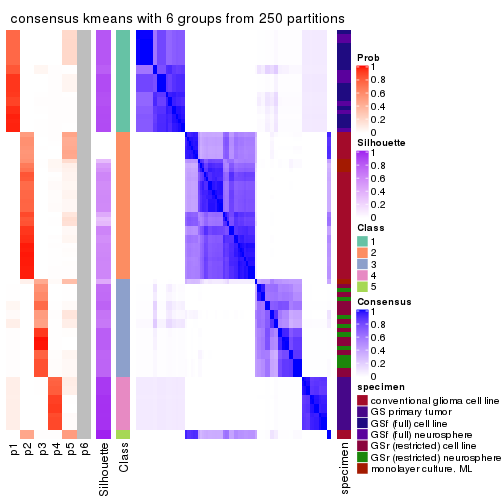 consensus kmeans with 6 groups from 250 partitions
Prob
1
0.8
0.6
0.4
0.2
0
Silhouette
1
0.8
0.6
0.4
0.2
0
Class
1
2
3
4
5
Consensus
1
0.8
0.6
0.4
0.2
0
specimen
conventional glioma cell line
GS primary tumor
GSf (full) cell line
GSf (full) neurosphere
GSr (restricted) cell line
GSr (restricted) neurosphere
monolayer culture. ML
p1
p2
p3
p4
p5
p6
Silhouette
Class
specimen